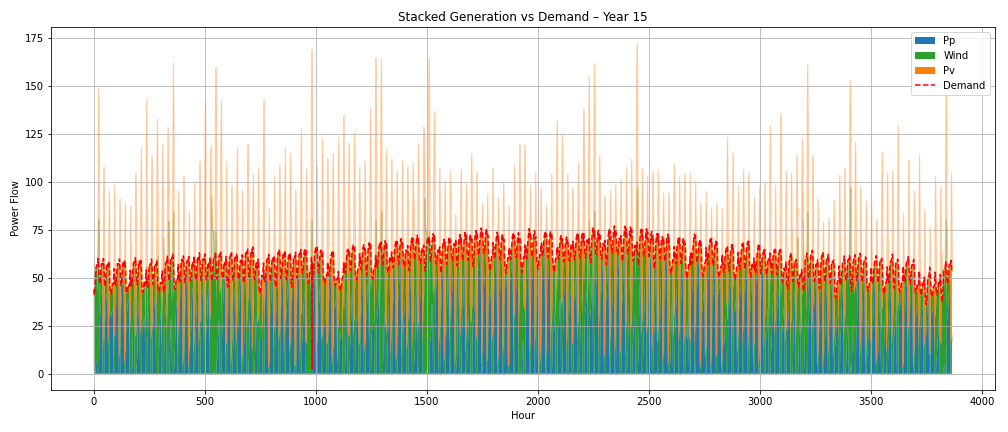 Stacked Generation vs Demand – Year 15
Pp
Wind
Pv
Demand
Power Flow
175
150
125
100
75
50
25
0
0 500 1000 1500 2000 2500 3000 3500 4000
Hour